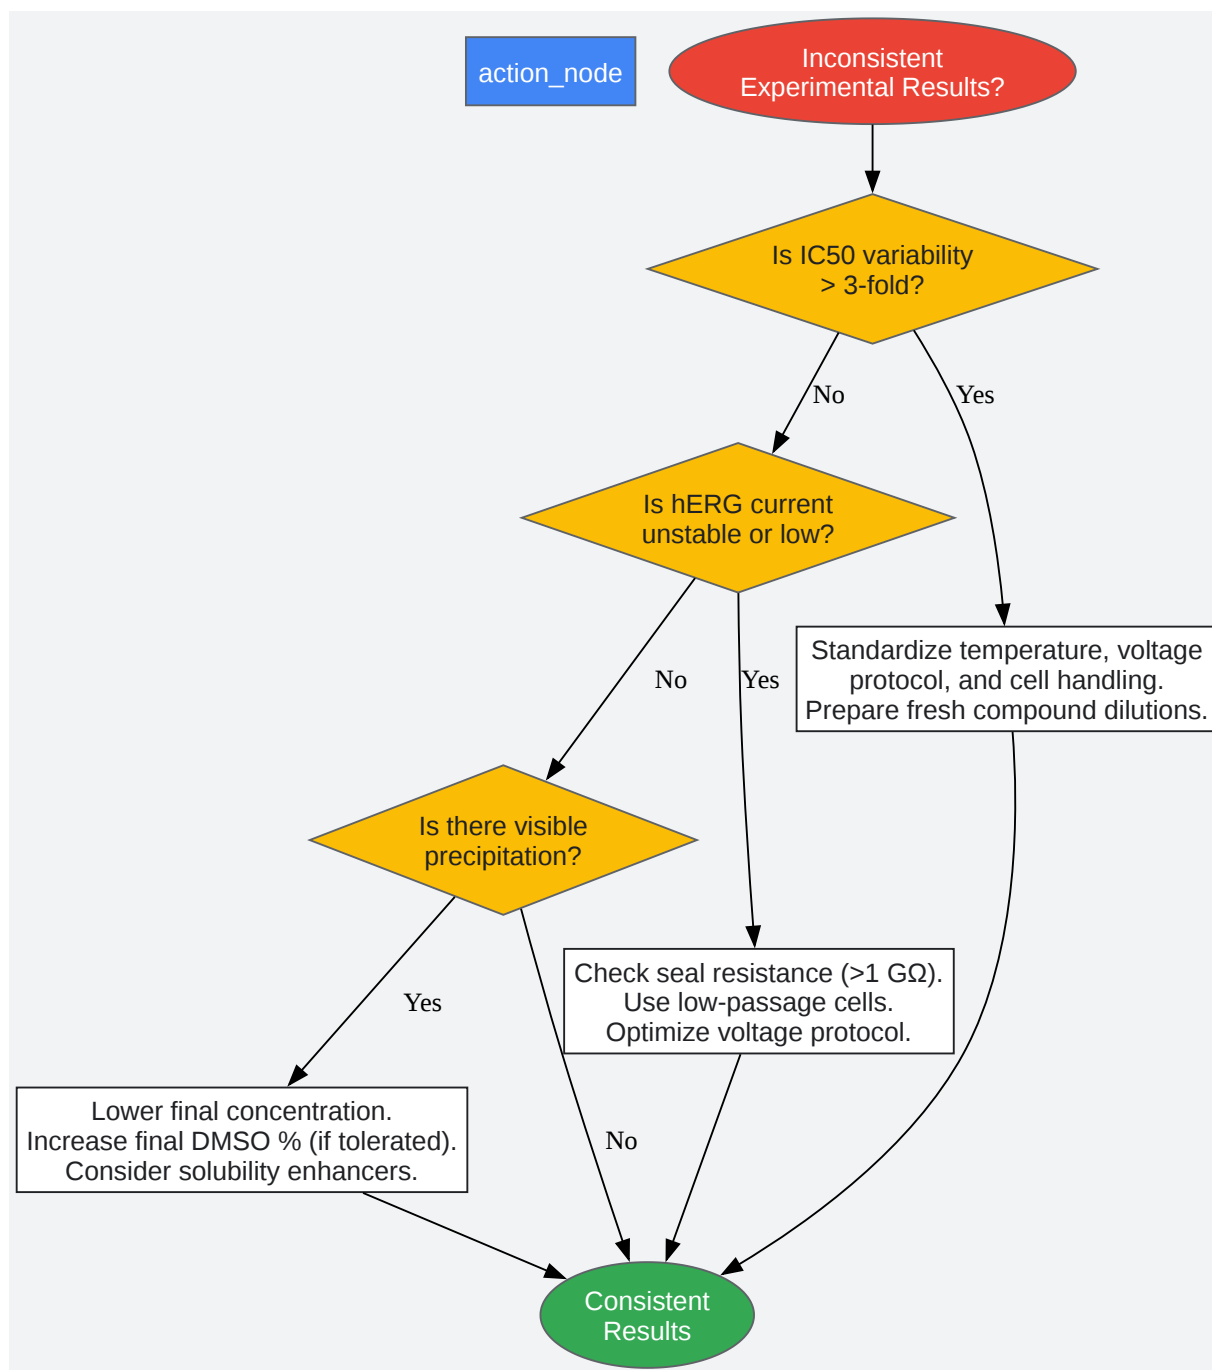 action_node
Inconsistent
Experimental Results?
Is IC50 variability
> 3-fold?
No
Yes
Is hERG current
unstable or low?
No
Yes
Standardize temperature, voltage
protocol, and cell handling.
Prepare fresh compound dilutions.
Is there visible
precipitation?
Yes
No
Check seal resistance (>1 GΩ).
Use low-passage cells.
Optimize voltage protocol.
Lower final concentration.
Increase final DMSO % (if tolerated).
Consider solubility enhancers.
Consistent
Results